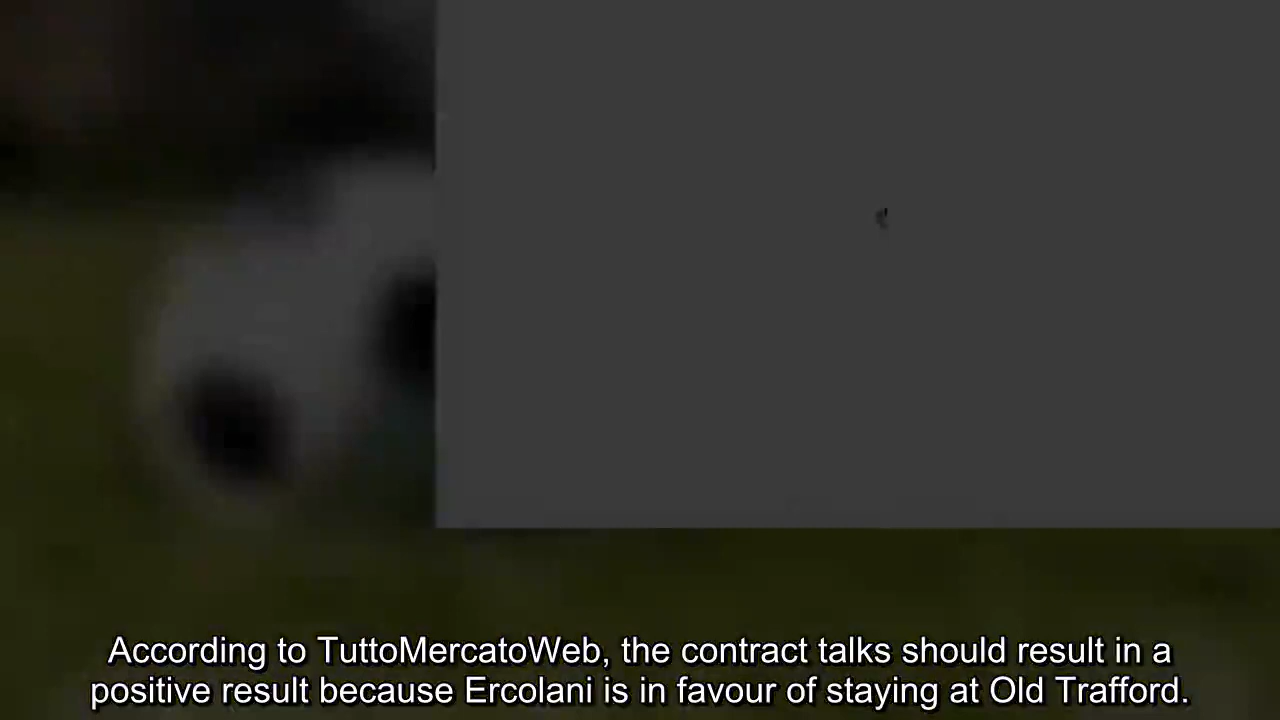 According to TuttoMercatoWeb, the contract talks should result in a
positive result because Ercolani is in favour of staying at Old Trafford.